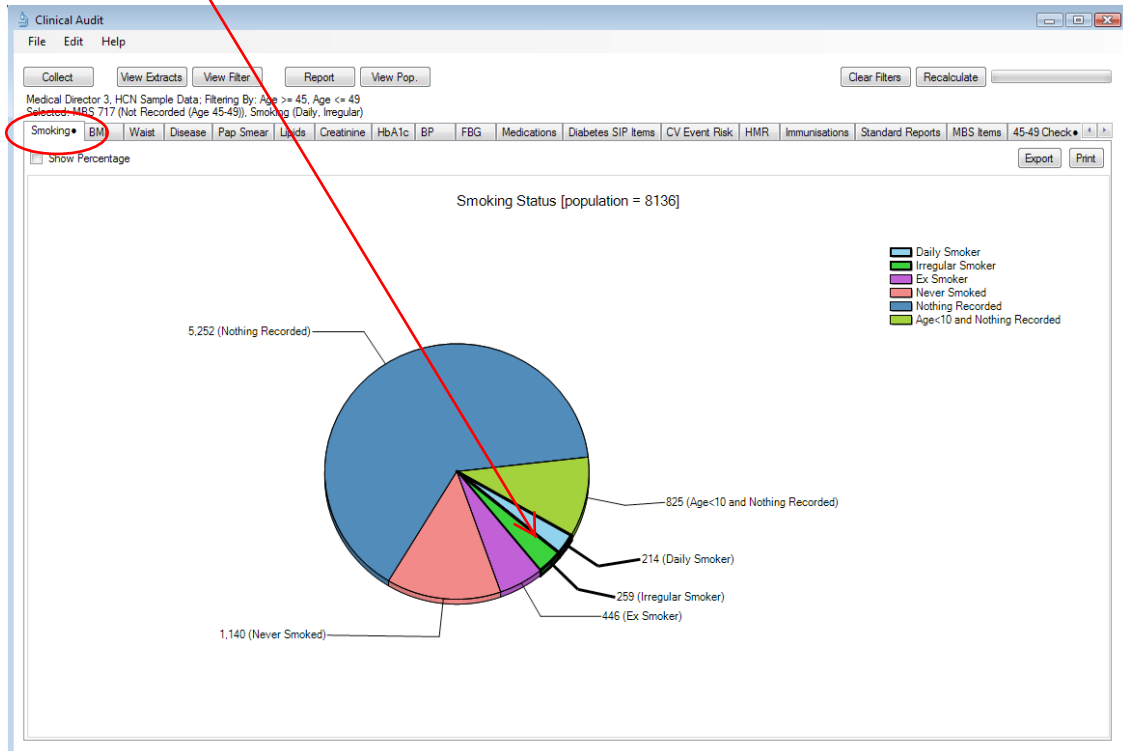 Clinical Audit
File Edit Help
Collect View Extracts View Filter Report View Pop. Clear Filters Recalculate
Medical Director 3, HCN Sample Data; Filtering By: Age >= 45, Age <= 49
Selected: MBS 717 (Not Recorded (Age 45-49)), Smoking (Daily, Irregular)
Smoking● BM Waist Disease Pap Smear Lipids Creatinine HbA1c BP FBG Medications Diabetes SIP Items CV Event Risk HMR Immunisations Standard Reports MBS Items 45-49 Check●
Show Percentage Export Print
Smoking Status [population = 8136]
Daily Smoker
Irregular Smoker
Ex Smoker
Never Smoked
Nothing Recorded
Age<10 and Nothing Recorded
5,252 (Nothing Recorded)
825 (Age<10 and Nothing Recorded)
214 (Daily Smoker)
259 (Irregular Smoker)
446 (Ex Smoker)
1,140 (Never Smoked)